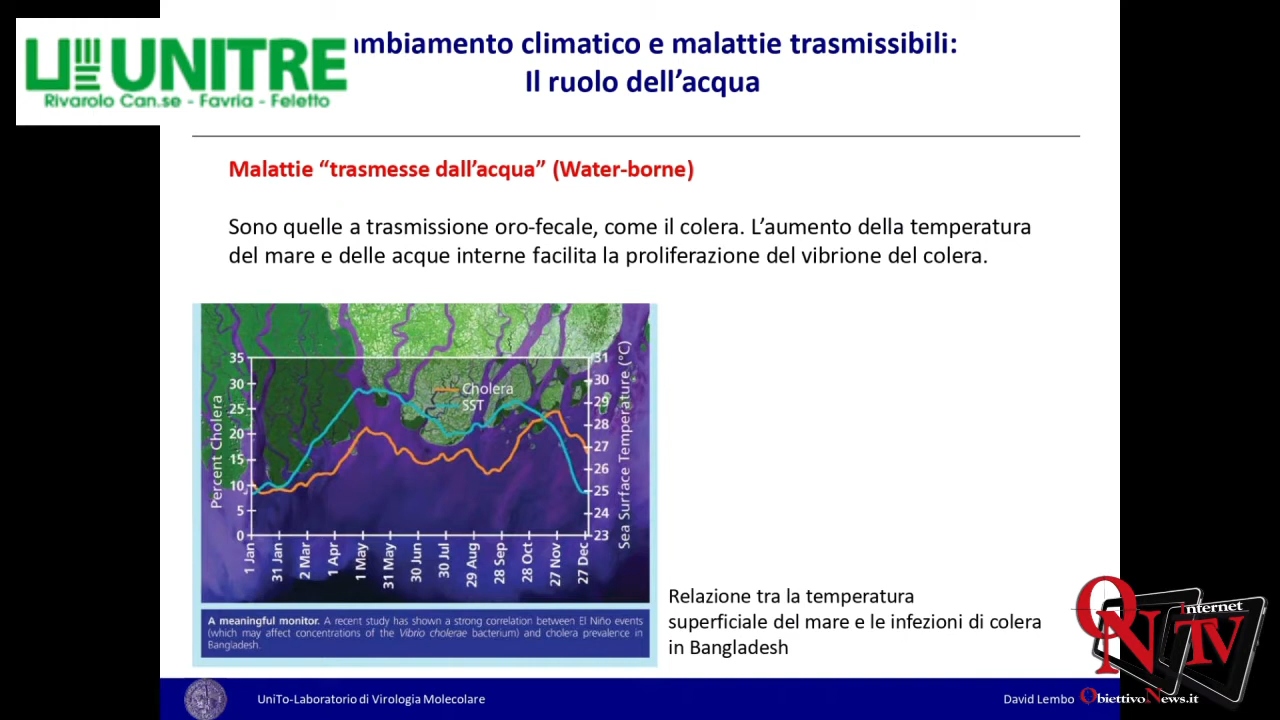 UNITRE
Rivarolo Can.se - Favria - Feletto
ambiamento climatico e malattie trasmissibili:
Il ruolo dell’acqua
Malattie “trasmesse dall’acqua” (Water-borne)
Sono quelle a trasmissione oro-fecale, come il colera. L’aumento della temperatura
del mare e delle acque interne facilita la proliferazione del vibrione del colera.
Percent Cholera
35
30
25
20
15
10
5
0
Cholera
SST
31
30
29
28
27
26
25
24
23
Sea Surface Temperature (°C)
1 Jan
31 Jan
2 Mar
1 Apr
1 May
31 May
30 Jun
30 Jul
29 Aug
28 Sep
28 Oct
27 Nov
27 Dec
A meaningful monitor. A recent study has shown a strong correlation between El Niño events
(which may affect concentrations of the Vibrio cholerae bacterium) and cholera prevalence in
Bangladesh.
Relazione tra la temperatura
superficiale del mare e le infezioni di colera
in Bangladesh
UniTo-Laboratorio di Virologia Molecolare
David Lembo
ON
internet
TV
ObiettivoNews.it